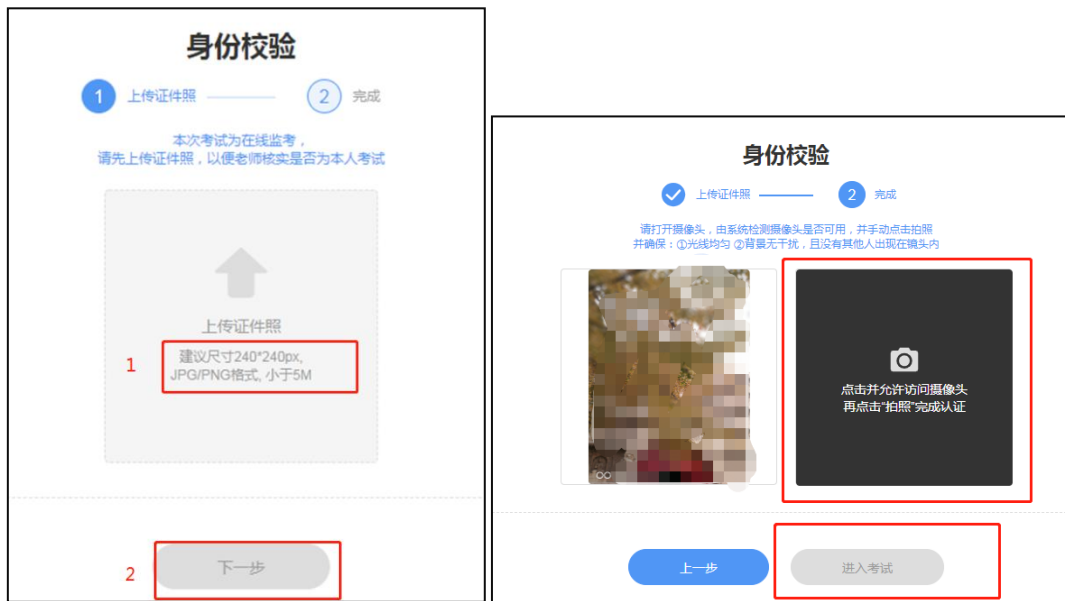 身份校验
1 上传证件照 2 完成
本次考试为在线监考，
请先上传证件照，以便老师核实是否为本人考试
上传证件照
1
建议尺寸240*240px,
JPG/PNG格式, 小于5M
2 下一步
身份校验
上传证件照 2 完成
请打开摄像头，由系统检测摄像头是否可用，并手动点击拍照
并确保：①光线均匀 ②背景无干扰，且没有其他人出现在镜头内
点击并允许访问摄像头
再点击“拍照”完成认证
上一步 进入考试